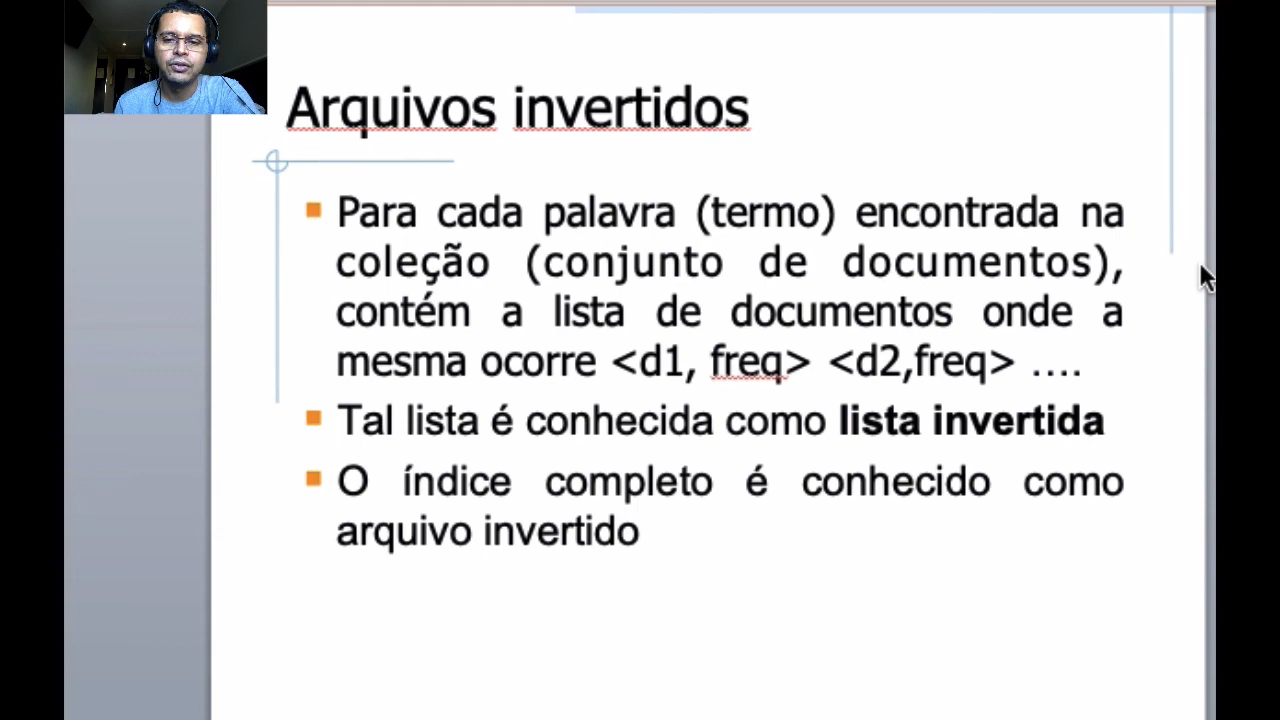 Arquivos invertidos
Para cada palavra (termo) encontrada na
coleção (conjunto de documentos),
contém a lista de documentos onde a
mesma ocorre <d1, freq> <d2,freq> ....
Tal lista é conhecida como lista invertida
O índice completo é conhecido como
arquivo invertido